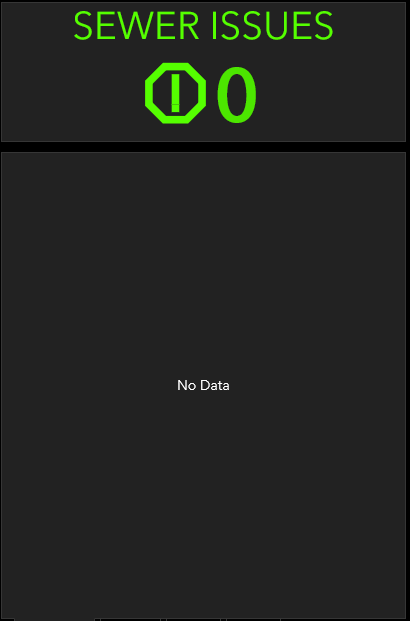 SEWER ISSUES
0
No Data